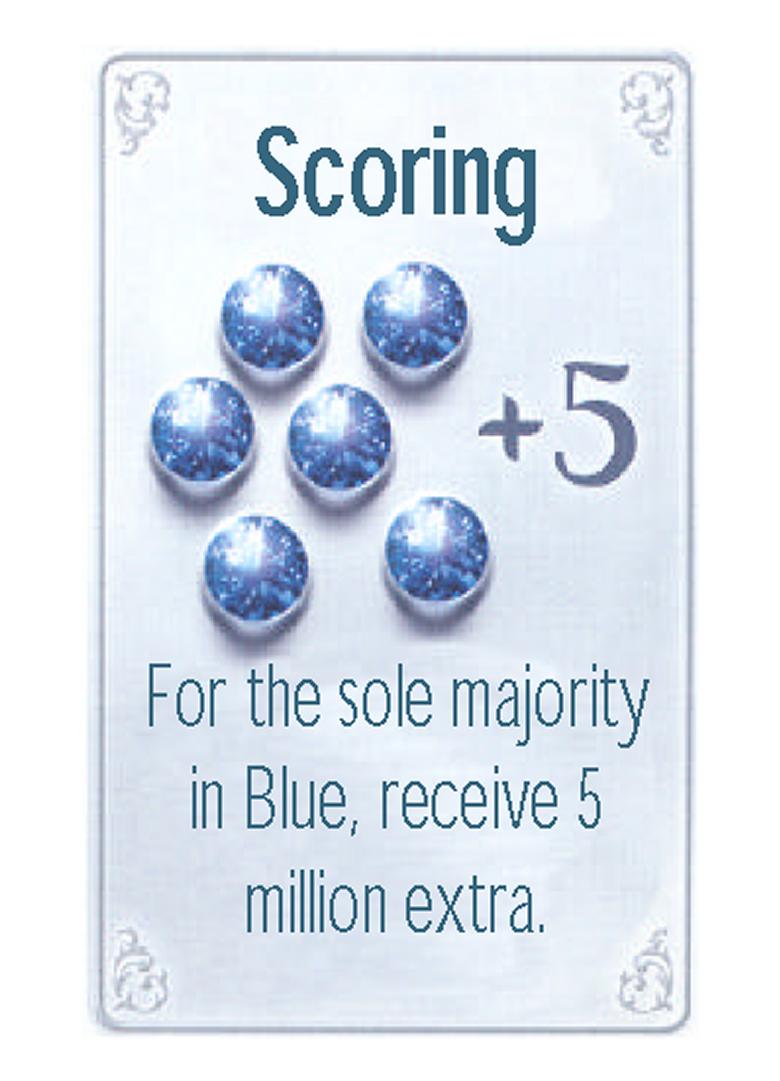 Scoring
+5
For the sole majority
in Blue, receive 5
million extra.